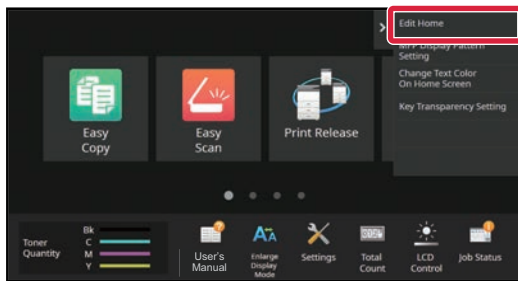 Edit Home
MFP Display Pattern
Setting
Change Text Color
On Home Screen
Key Transparency Setting
Easy
Copy
Easy
Scan
Print Release
Toner
Quantity
Bk
C
M
Y
User's
Manual
Enlarge
Display
Mode
Settings
Total
Count
LCD
Control
Job Status